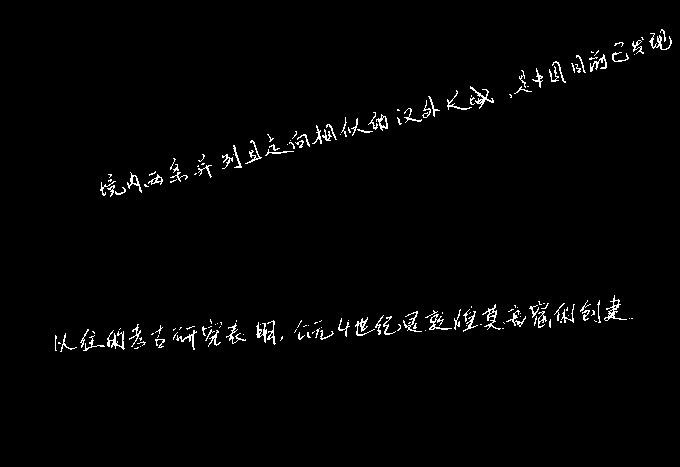 境内两条并列且走向相似的汉外长城,是中国目前已发现
以往的考古研究表明,公元4世纪是敦煌莫高窟的创建